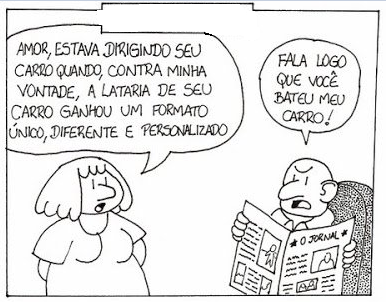 AMOR, ESTAVA DIRIGINDO SEU
CARRO QUANDO, CONTRA MINHA
VONTADE, A LATARIA DE SEU
CARRO GANHOU UM FORMATO
ÚNICO, DIFERENTE E PERSONALIZADO
FALA LOGO
QUE VOCÊ
BATEU MEU
CARRO!
★ O JORNAL ★